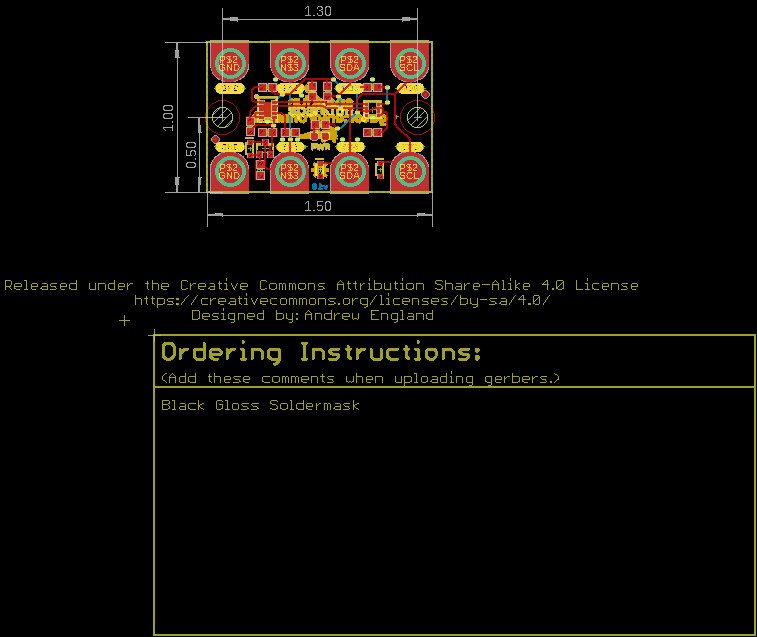 1.30
P$2 P$2 P$2 P$2
GND N$3 SDA SCL
1.00
0.50
PWR
P$2 P$2 P$2 P$2
GND N$3 SDA SCL
1.50
Released under the Creative Commons Attribution Share-Alike 4.0 License
https://creativecommons.org/licenses/by-sa/4.0/
Designed by: Andrew England
Ordering Instructions:
(Add these comments when uploading gerbers.)
Black Gloss Soldermask